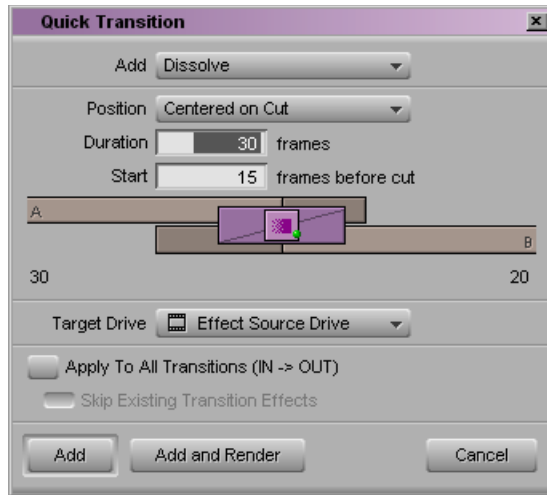 Quick Transition
Add Dissolve
Position Centered on Cut
Duration 30 frames
Start 15 frames before cut
A
B
30 20
Target Drive Effect Source Drive
Apply To All Transitions (IN -> OUT)
Skip Existing Transition Effects
Add Add and Render Cancel